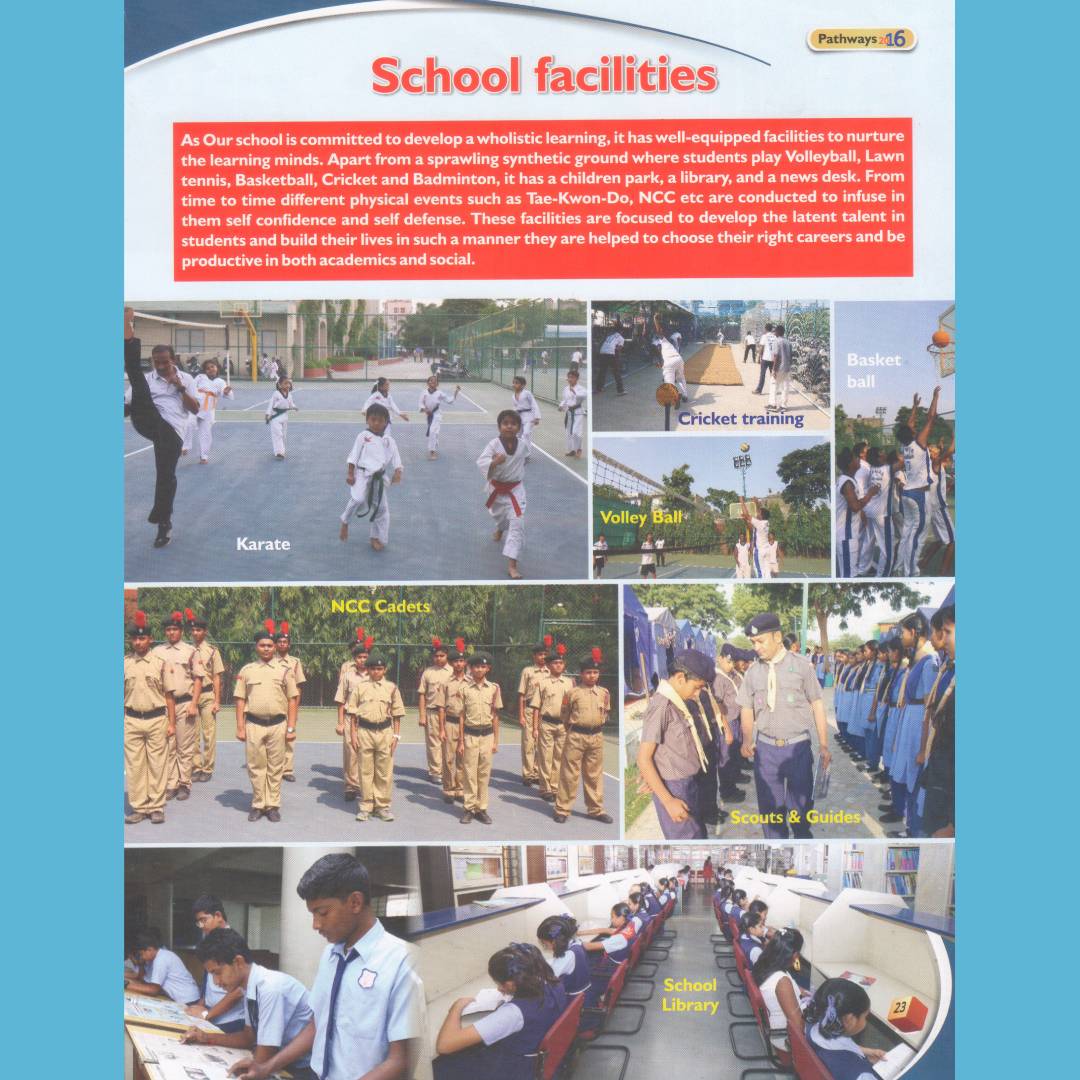 Pathways 2016
School facilities
As Our school is committed to develop a wholistic learning, it has well-equipped facilities to nurture
the learning minds. Apart from a sprawling synthetic ground where students play Volleyball, Lawn
tennis, Basketball, Cricket and Badminton, it has a children park, a library, and a news desk. From
time to time different physical events such as Tae-Kwon-Do, NCC etc are conducted to infuse in
them self confidence and self defense. These facilities are focused to develop the latent talent in
students and build their lives in such a manner they are helped to choose their right careers and be
productive in both academics and social.
Karate
Cricket training
Volley Ball
Basket
ball
NCC Cadets
Scouts & Guides
School
Library
23